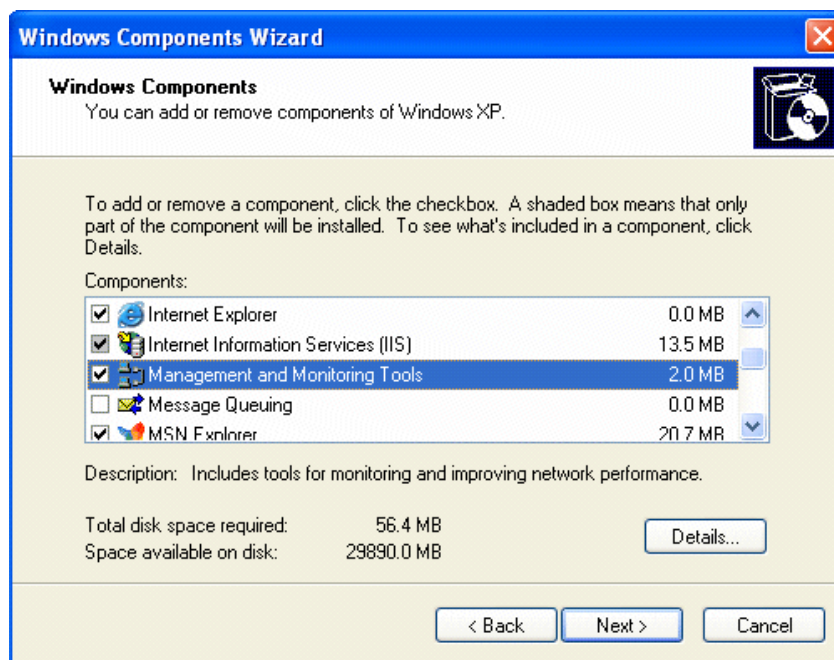 Windows Components Wizard
Windows Components
You can add or remove components of Windows XP.
To add or remove a component, click the checkbox. A shaded box means that only
part of the component will be installed. To see what's included in a component, click
Details.
Components:
Internet Explorer 0.0 MB
Internet Information Services (IIS) 13.5 MB
Management and Monitoring Tools 2.0 MB
Message Queuing 0.0 MB
MSN Explorer 20.7 MB
Description: Includes tools for monitoring and improving network performance.
Total disk space required: 56.4 MB
Space available on disk: 29890.0 MB
Details...
< Back Next > Cancel